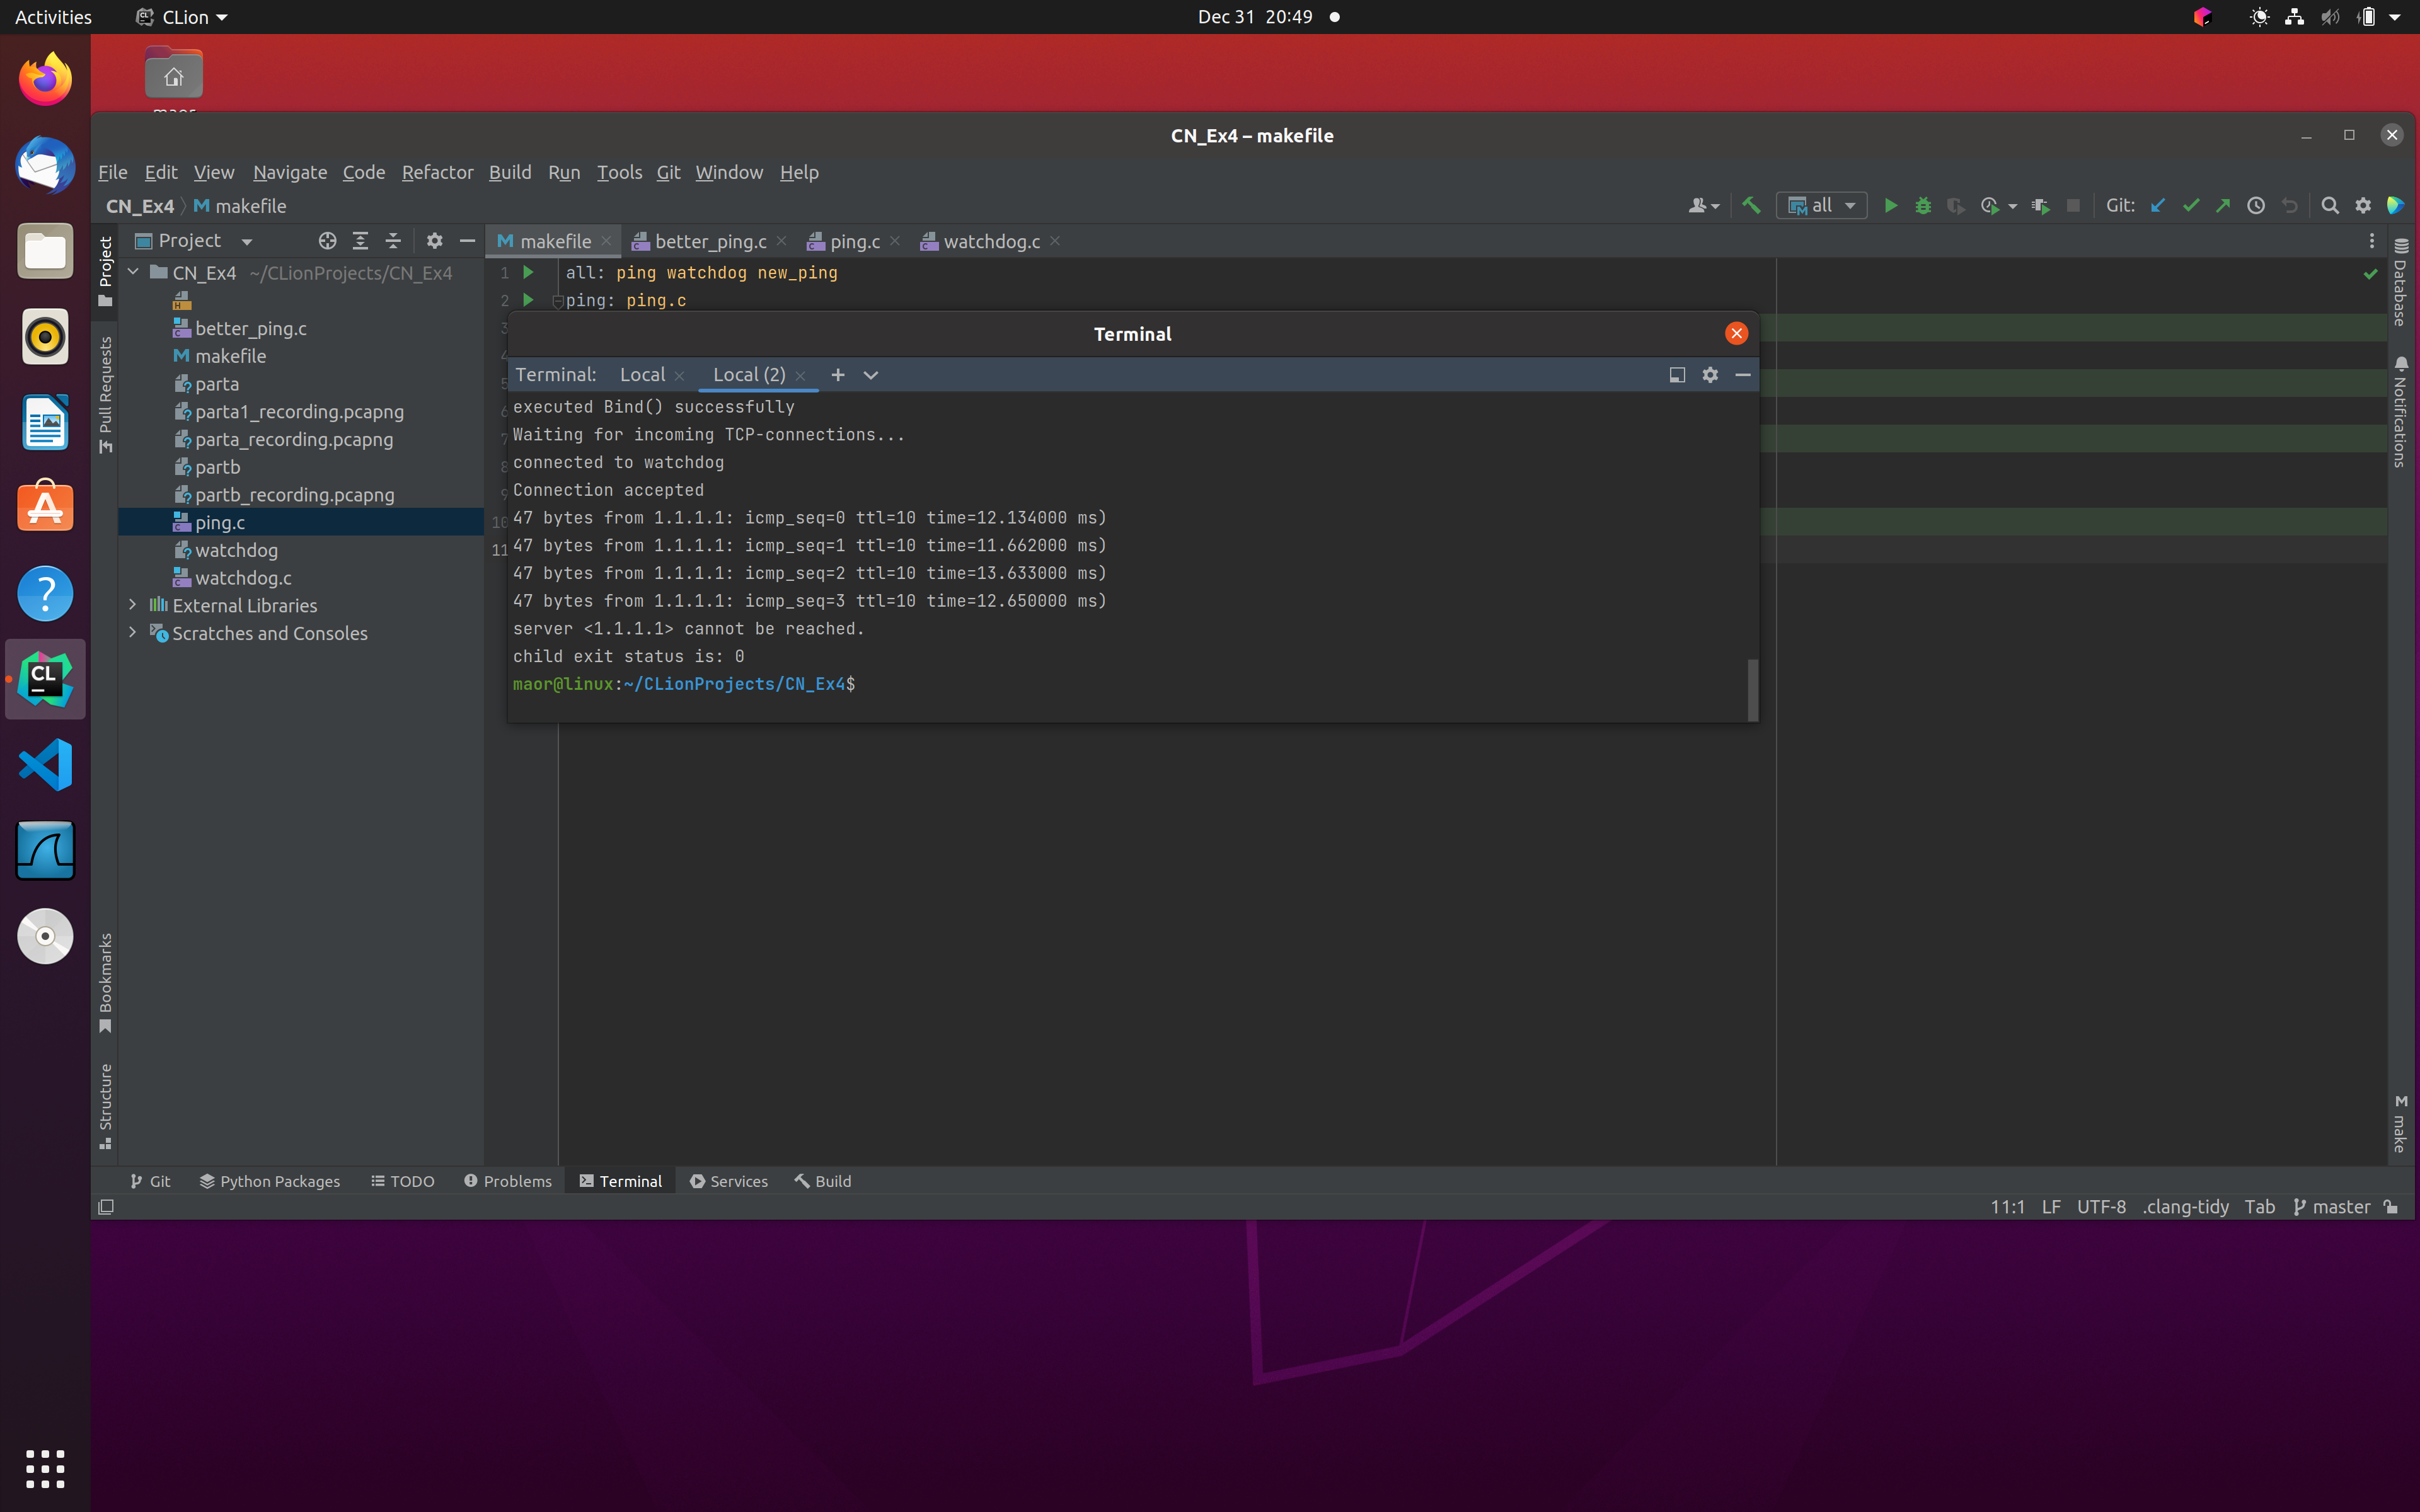 Activities
CLion
Dec 31 20:49
CN_Ex4 – makefile
File Edit View Navigate Code Refactor Build Run Tools Git Window Help
CN_Ex4 makefile
all
Git:
Project
makefile
better_ping.c
ping.c
watchdog.c
CN_Ex4 ~/CLionProjects/CN_Ex4
better_ping.c
makefile
parta
parta1_recording.pcapng
parta_recording.pcapng
partb
partb_recording.pcapng
ping.c
watchdog
watchdog.c
External Libraries
Scratches and Consoles
1 all: ping watchdog new_ping
2 ping: ping.c
10
11
Terminal
Terminal: Local Local (2)
executed Bind() successfully
Waiting for incoming TCP-connections...
connected to watchdog
Connection accepted
47 bytes from 1.1.1.1: icmp_seq=0 ttl=10 time=12.134000 ms)
47 bytes from 1.1.1.1: icmp_seq=1 ttl=10 time=11.662000 ms)
47 bytes from 1.1.1.1: icmp_seq=2 ttl=10 time=13.633000 ms)
47 bytes from 1.1.1.1: icmp_seq=3 ttl=10 time=12.650000 ms)
server <1.1.1.1> cannot be reached.
child exit status is: 0
maor@linux:~/CLionProjects/CN_Ex4$
Project
Pull Requests
Bookmarks
Structure
Database
Notifications
make
Git Python Packages TODO Problems Terminal Services Build
11:1 LF UTF-8 .clang-tidy Tab master